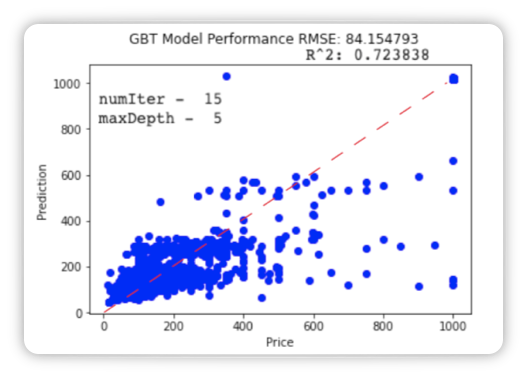 GBT Model Performance RMSE: 84.154793
R^2: 0.723838
numIter - 15
maxDepth - 5
Prediction
1000
800
600
400
200
0
0 200 400 600 800 1000
Price